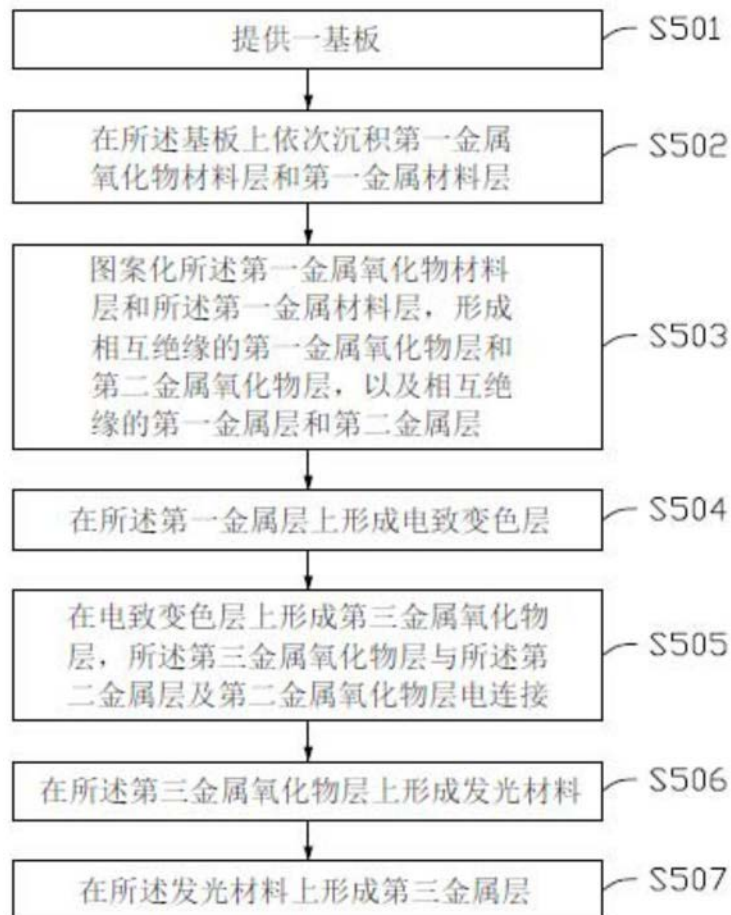 提供一基板
S501
在所述基板上依次沉积第一金属
氧化物材料层和第一金属材料层
S502
图案化所述第一金属氧化物材料
层和所述第一金属材料层，形成
相互绝缘的第一金属氧化物层和
第二金属氧化物层，以及相互绝
缘的第一金属层和第二金属层
S503
在所述第一金属层上形成电致变色层
S504
在电致变色层上形成第三金属氧化物
层，所述第三金属氧化物层与所述第
二金属层及第二金属氧化物层电连接
S505
在所述第三金属氧化物层上形成发光材料
S506
在所述发光材料上形成第三金属层
S507